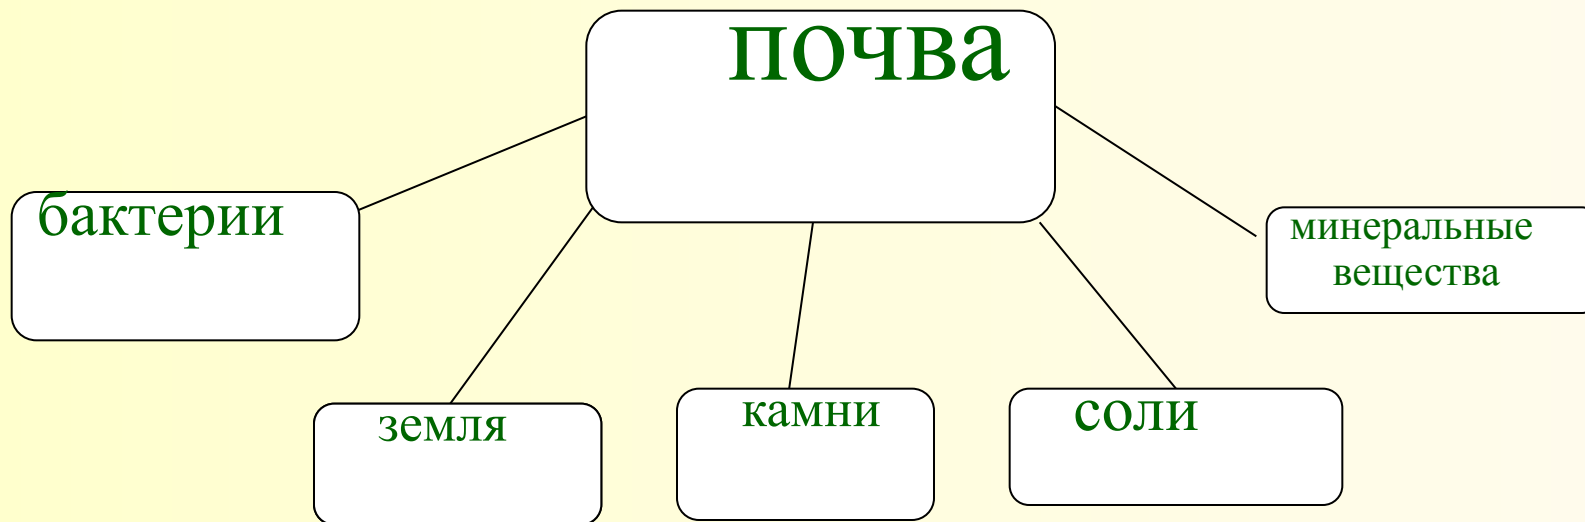 почва
бактерии
минеральные
вещества
земля
камни
соли